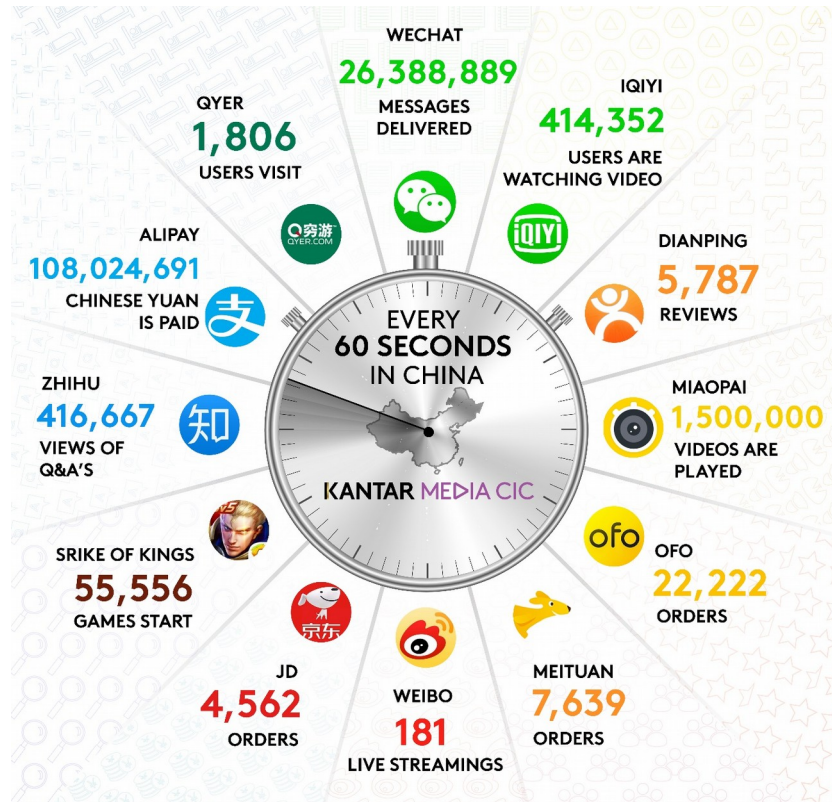 WECHAT
26,388,889
MESSAGES
DELIVERED
IQIYI
414,352
USERS ARE
WATCHING VIDEO
iQIYI
DIANPING
5,787
REVIEWS
MIAOPAI
1,500,000
VIDEOS ARE
PLAYED
ofo
OFO
22,222
ORDERS
MEITUAN
7,639
ORDERS
WEIBO
181
LIVE STREAMINGS
京东
JD
4,562
ORDERS
SRIKE OF KINGS
55,556
GAMES START
5v5
知
ZHIHU
416,667
VIEWS OF
Q&A'S
支
ALIPAY
108,024,691
CHINESE YUAN
IS PAID
QYER
1,806
USERS VISIT
Q穷游
QYER.COM
EVERY
60 SECONDS
IN CHINA
KANTAR MEDIA CIC